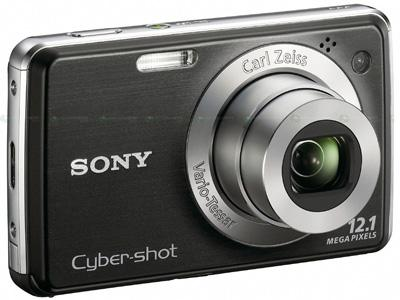 Carl Zeiss
SONY
Vario-Tessar
12.1
MEGA PIXELS
Cyber-shot